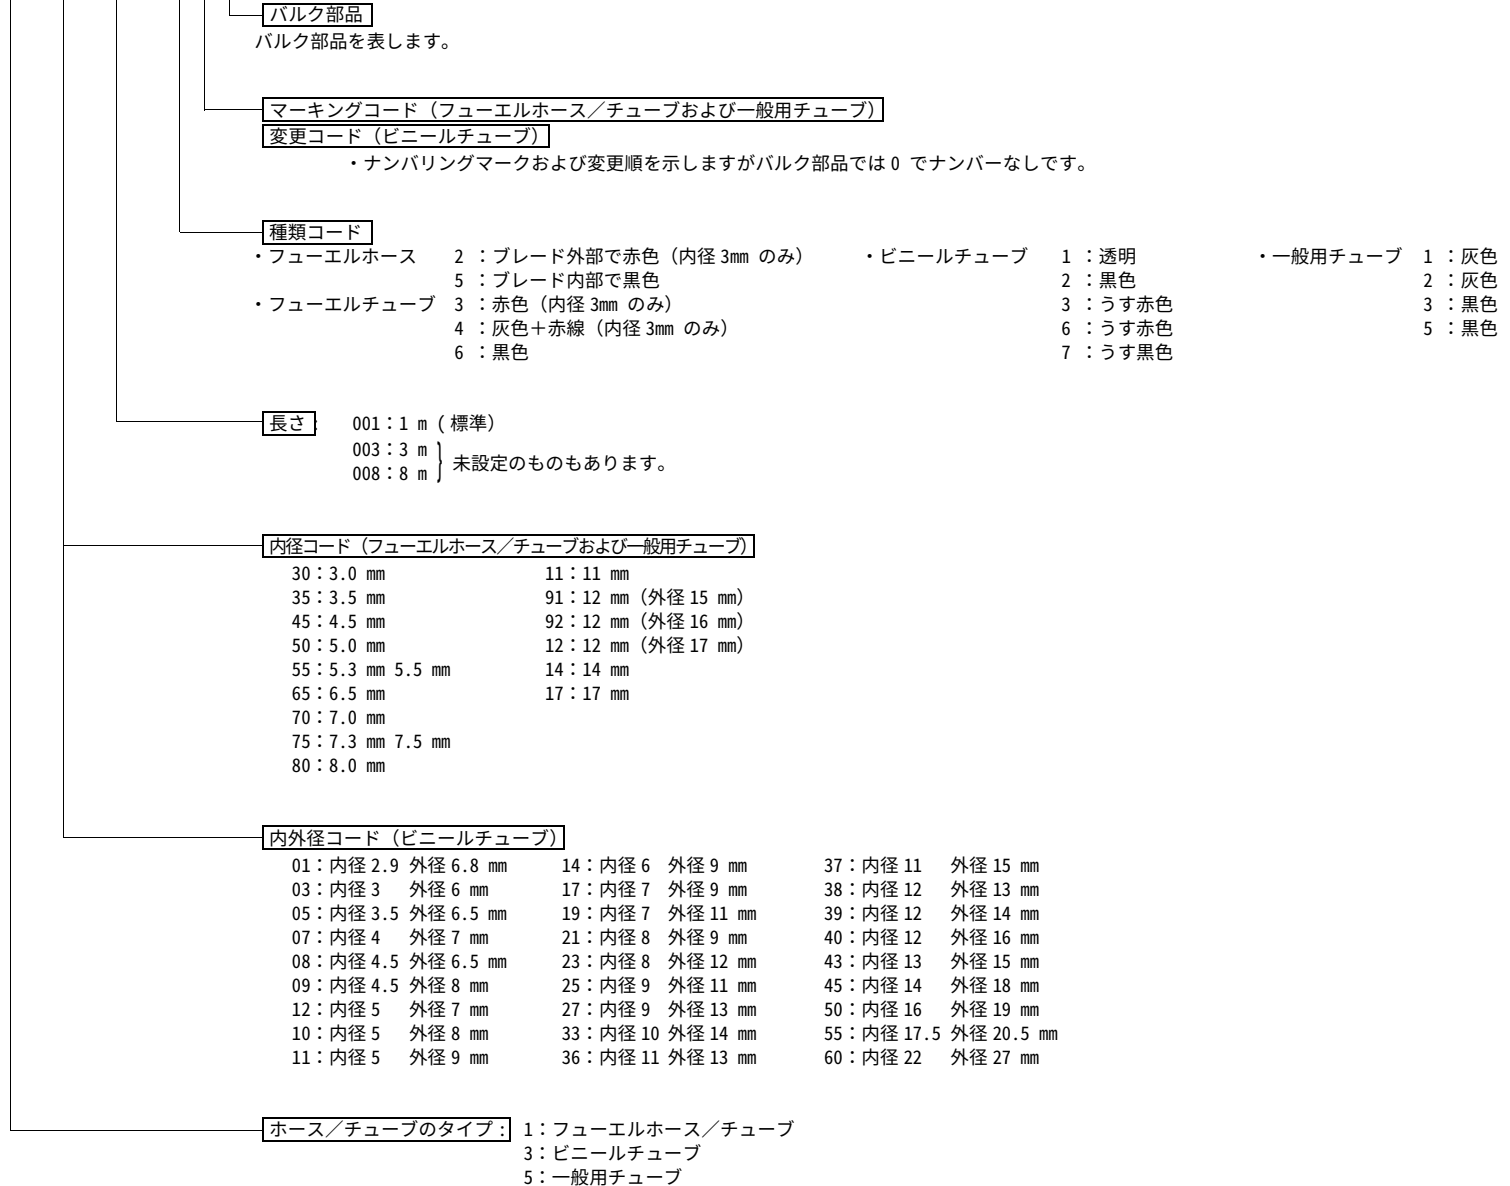 バルク部品
バルク部品を表します。
マーキングコード（フューエルホース／チューブおよび一般用チューブ）
変更コード（ビニールチューブ）
・ナンバリングマークおよび変更順を示しますがバルク部品では 0 でナンバーなしです。
種類コード
・フューエルホース 2 ：ブレード外部で赤色（内径 3㎜ のみ） ・ビニールチューブ 1 ：透明 ・一般用チューブ 1 ：灰色
5 ：ブレード内部で黒色 2 ：黒色 2 ：灰色
・フューエルチューブ 3 ：赤色（内径 3㎜ のみ） 3 ：うす赤色 3 ：黒色
4 ：灰色＋赤線（内径 3㎜ のみ） 6 ：うす赤色 5 ：黒色
6 ：黒色 7 ：うす黒色
長さ： 001：1 m ( 標準）
003：3 m
008：8 m } 未設定のものもあります。
内径コード（フューエルホース／チューブおよび一般用チューブ）
30：3.0 ㎜ 11：11 ㎜
35：3.5 ㎜ 91：12 ㎜（外径 15 ㎜）
45：4.5 ㎜ 92：12 ㎜（外径 16 ㎜）
50：5.0 ㎜ 12：12 ㎜（外径 17 ㎜）
55：5.3 ㎜ 5.5 ㎜ 14：14 ㎜
65：6.5 ㎜ 17：17 ㎜
70：7.0 ㎜
75：7.3 ㎜ 7.5 ㎜
80：8.0 ㎜
内外径コード（ビニールチューブ）
01：内径 2.9 外径 6.8 ㎜ 14：内径 6 外径 9 ㎜ 37：内径 11 外径 15 ㎜
03：内径 3 外径 6 ㎜ 17：内径 7 外径 9 ㎜ 38：内径 12 外径 13 ㎜
05：内径 3.5 外径 6.5 ㎜ 19：内径 7 外径 11 ㎜ 39：内径 12 外径 14 ㎜
07：内径 4 外径 7 ㎜ 21：内径 8 外径 9 ㎜ 40：内径 12 外径 16 ㎜
08：内径 4.5 外径 6.5 ㎜ 23：内径 8 外径 12 ㎜ 43：内径 13 外径 15 ㎜
09：内径 4.5 外径 8 ㎜ 25：内径 9 外径 11 ㎜ 45：内径 14 外径 18 ㎜
12：内径 5 外径 7 ㎜ 27：内径 9 外径 13 ㎜ 50：内径 16 外径 19 ㎜
10：内径 5 外径 8 ㎜ 33：内径 10 外径 14 ㎜ 55：内径 17.5 外径 20.5 ㎜
11：内径 5 外径 9 ㎜ 36：内径 11 外径 13 ㎜ 60：内径 22 外径 27 ㎜
ホース／チューブのタイプ： 1：フューエルホース／チューブ
3：ビニールチューブ
5：一般用チューブ